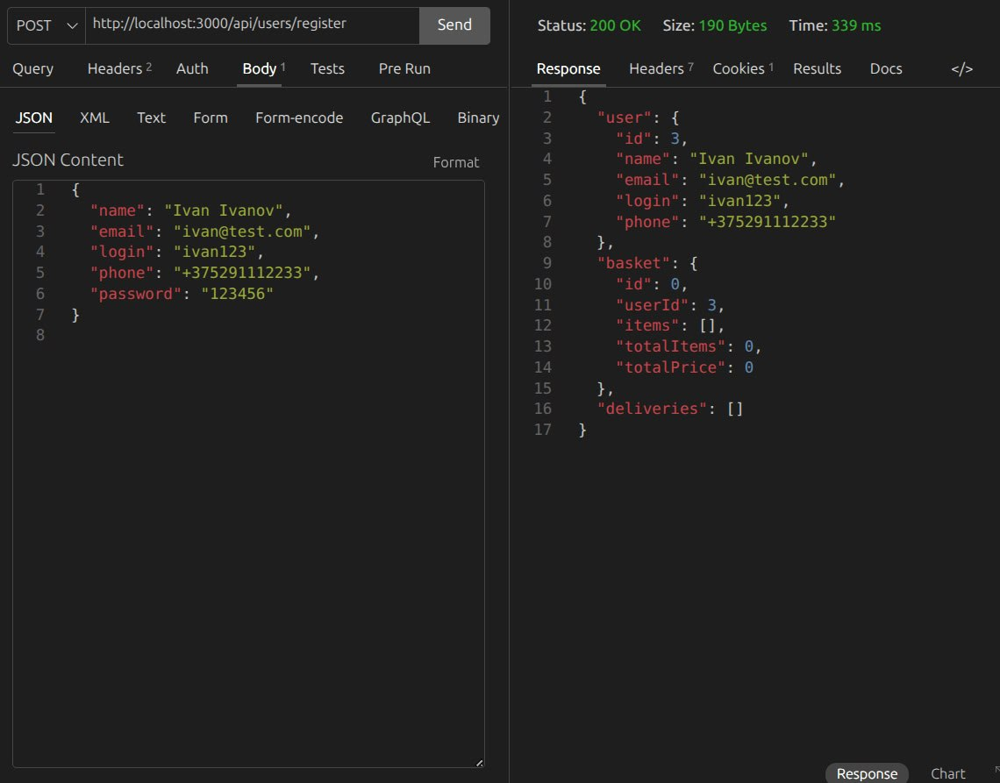 POST http://localhost:3000/api/users/register Send
Query Headers 2 Auth Body 1 Tests Pre Run
JSON XML Text Form Form-encode GraphQL Binary
JSON Content Format
1 {
2 "name": "Ivan Ivanov",
3 "email": "ivan@test.com",
4 "login": "ivan123",
5 "phone": "+375291112233",
6 "password": "123456"
7 }
8
Status: 200 OK Size: 190 Bytes Time: 339 ms
Response Headers 7 Cookies 1 Results Docs </>
1 {
2 "user": {
3 "id": 3,
4 "name": "Ivan Ivanov",
5 "email": "ivan@test.com",
6 "login": "ivan123",
7 "phone": "+375291112233"
8 },
9 "basket": {
10 "id": 0,
11 "userId": 3,
12 "items": [],
13 "totalItems": 0,
14 "totalPrice": 0
15 },
16 "deliveries": []
17 }
Response Chart